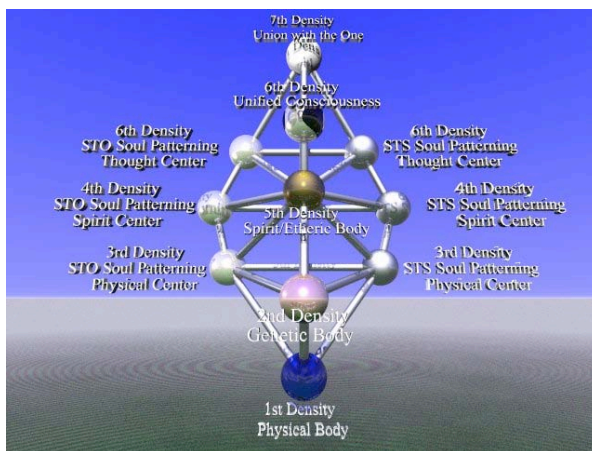 7th Density
Union with the One
6th Density
Unified Consciousness
6th Density
STO Soul Patterning
Thought Center
6th Density
STS Soul Patterning
Thought Center
4th Density
STO Soul Patterning
Spirit Center
4th Density
STS Soul Patterning
Spirit Center
5th Density
Spirit/Etheric Body
3rd Density
STO Soul Patterning
Physical Center
3rd Density
STS Soul Patterning
Physical Center
2nd Density
Genetic Body
1st Density
Physical Body